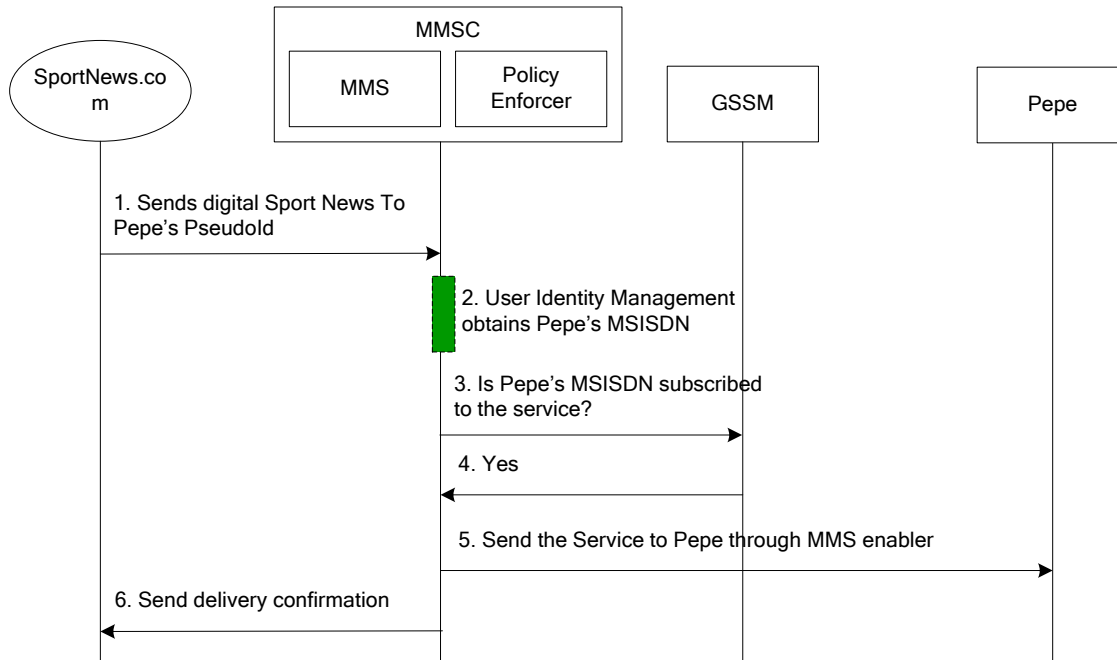 MMSC
SportNews.co
m
MMS
Policy
Enforcer
GSSM
Pepe
1. Sends digital Sport News To
Pepe's PseudoId
2. User Identity Management
obtains Pepe's MSISDN
3. Is Pepe's MSISDN subscribed
to the service?
4. Yes
5. Send the Service to Pepe through MMS enabler
6. Send delivery confirmation